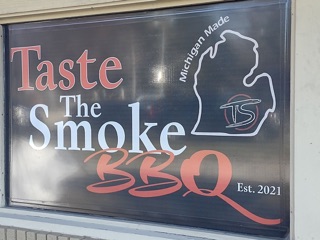 Michigan Made
Taste
The
TS
Smoke
BBQ
Est. 2021